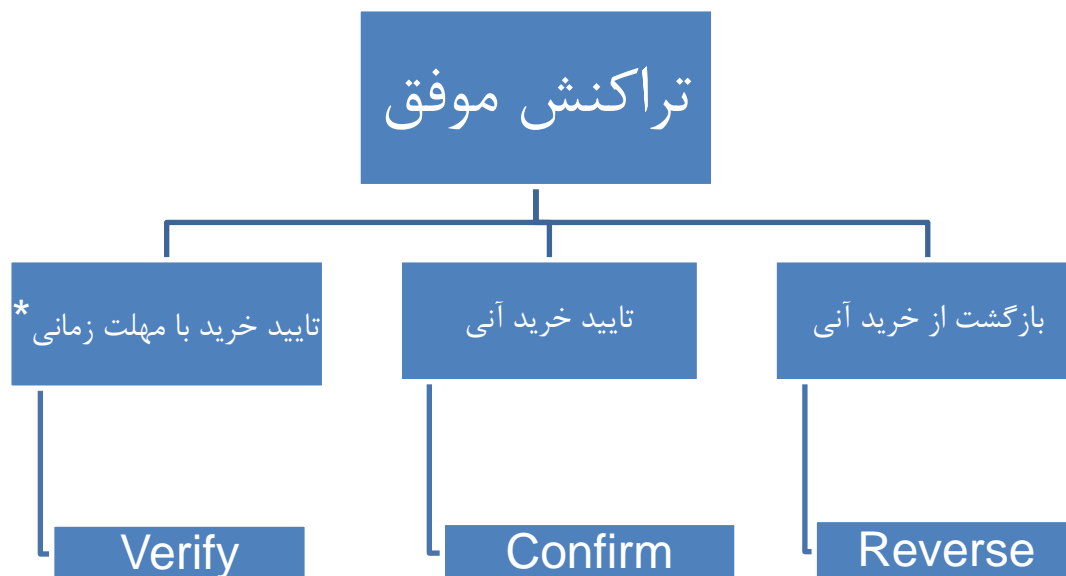 تراکنش موفق
بازگشت از خرید آنی
تایید خرید آنی
تایید خرید با مهلت زمانی*
Reverse
Confirm
Verify